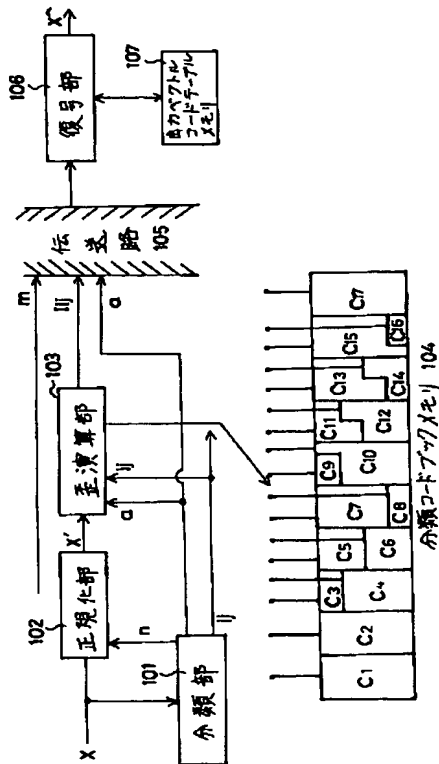 X
101
分類部
n
102
正規化部
X'
m
103
歪演算部
a
Ij
Ij
Iij
a
伝送路
105
106
復号部
X^
107
出力ベクトル
コードテーブル
メモリ
C1
C2
C3
C4
C5
C6
C7
C8
C9
C10
C11
C12
C13
C14
C15
C16
C17
分類コードブックメモリ 104